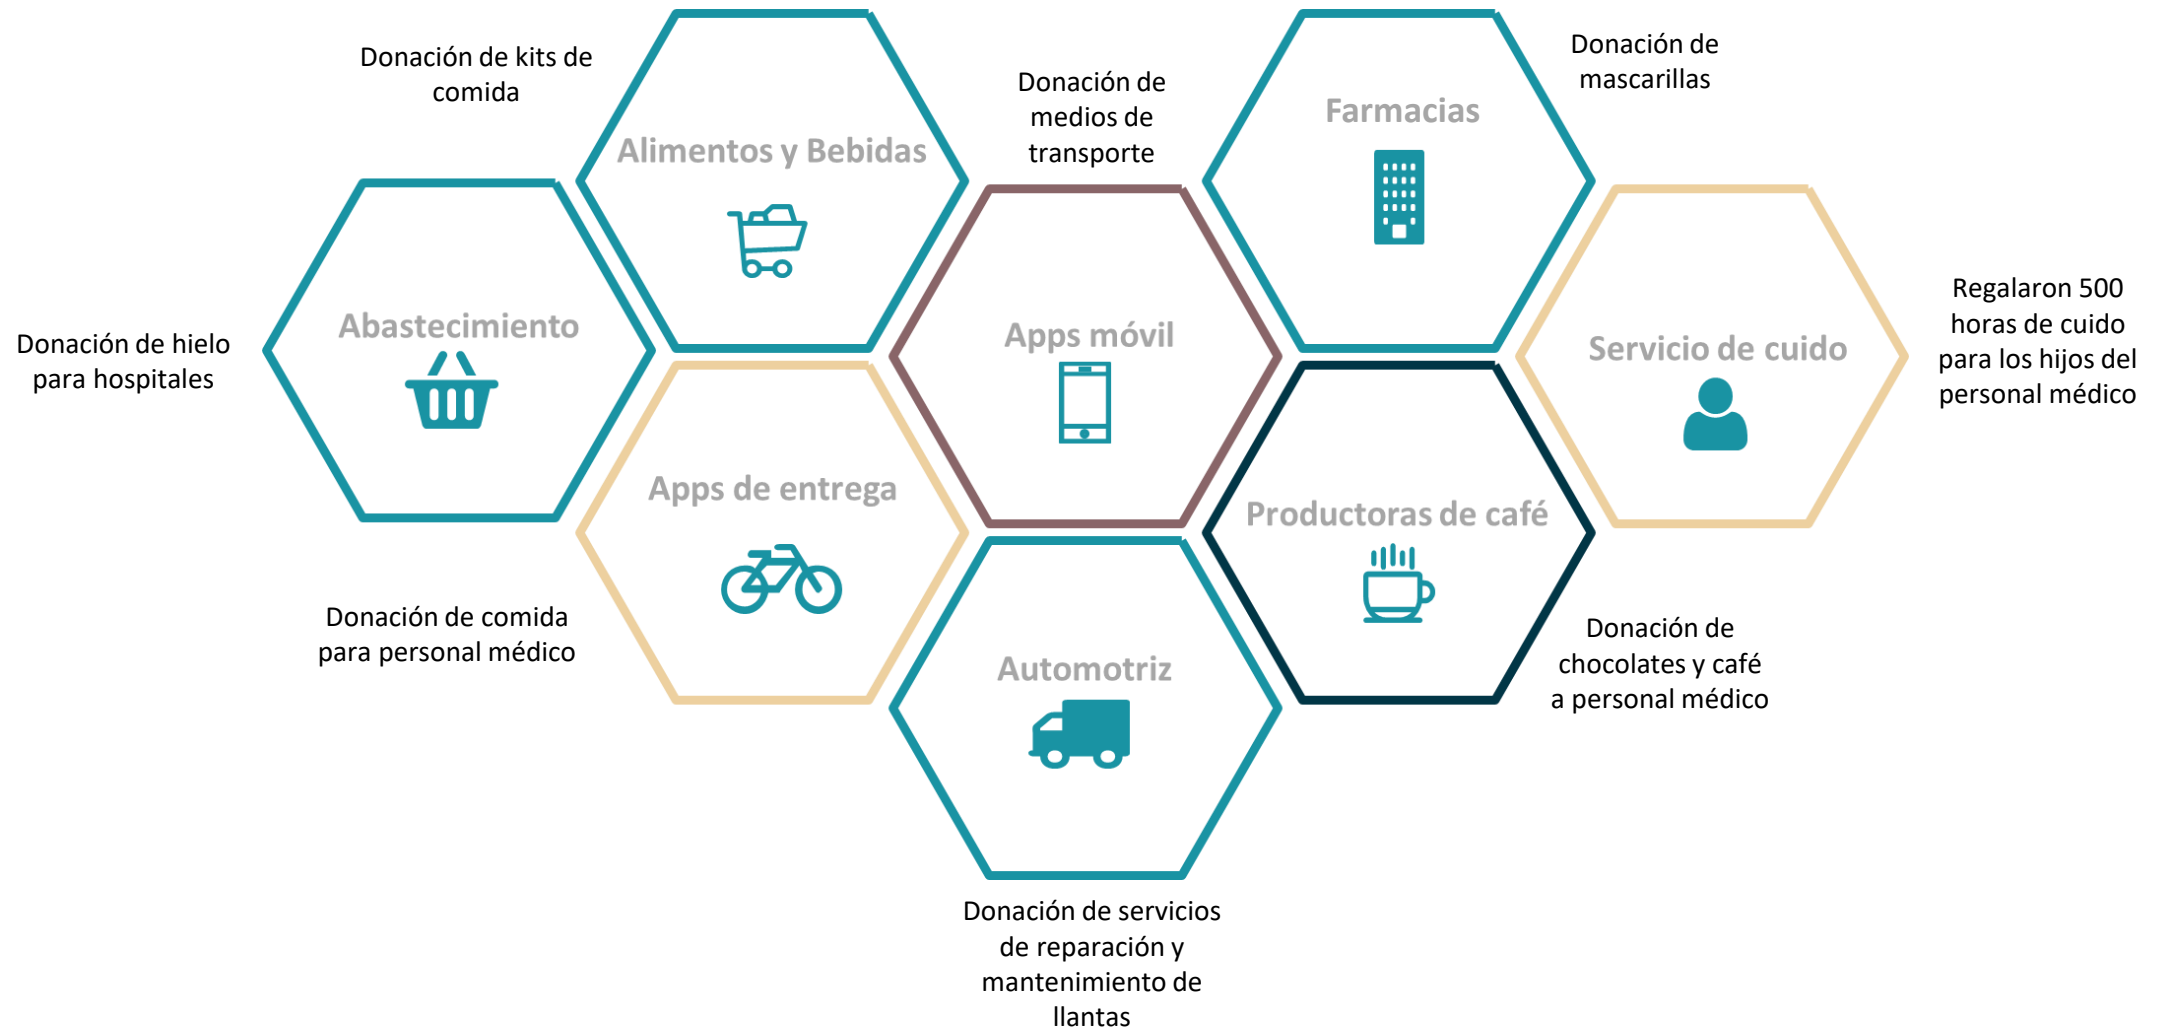 Donación de kits de
comida
Alimentos y Bebidas
Donación de
medios de
transporte
Farmacias
Donación de
mascarillas
Donación de hielo
para hospitales
Abastecimiento
Apps móvil
Servicio de cuido
Regalaron 500
horas de cuido
para los hijos del
personal médico
Apps de entrega
Productoras de café
Donación de comida
para personal médico
Automotriz
Donación de
chocolates y café
a personal médico
Donación de servicios
de reparación y
mantenimiento de
llantas